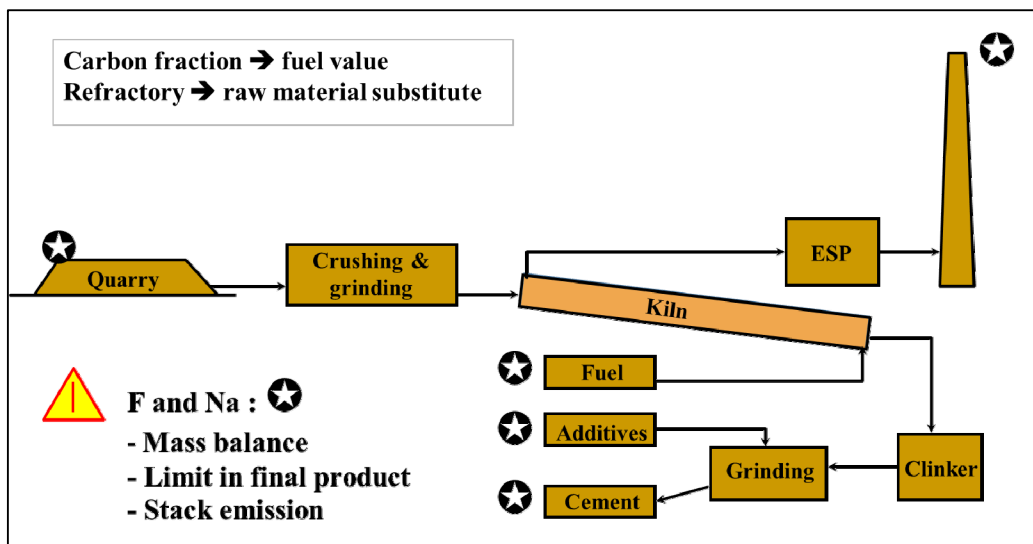 Carbon fraction ➔ fuel value
Refractory ➔ raw material substitute
Quarry
Crushing &
grinding
ESP
Kiln
Fuel
Additives
Cement
Grinding
Clinker
F and Na :
- Mass balance
- Limit in final product
- Stack emission